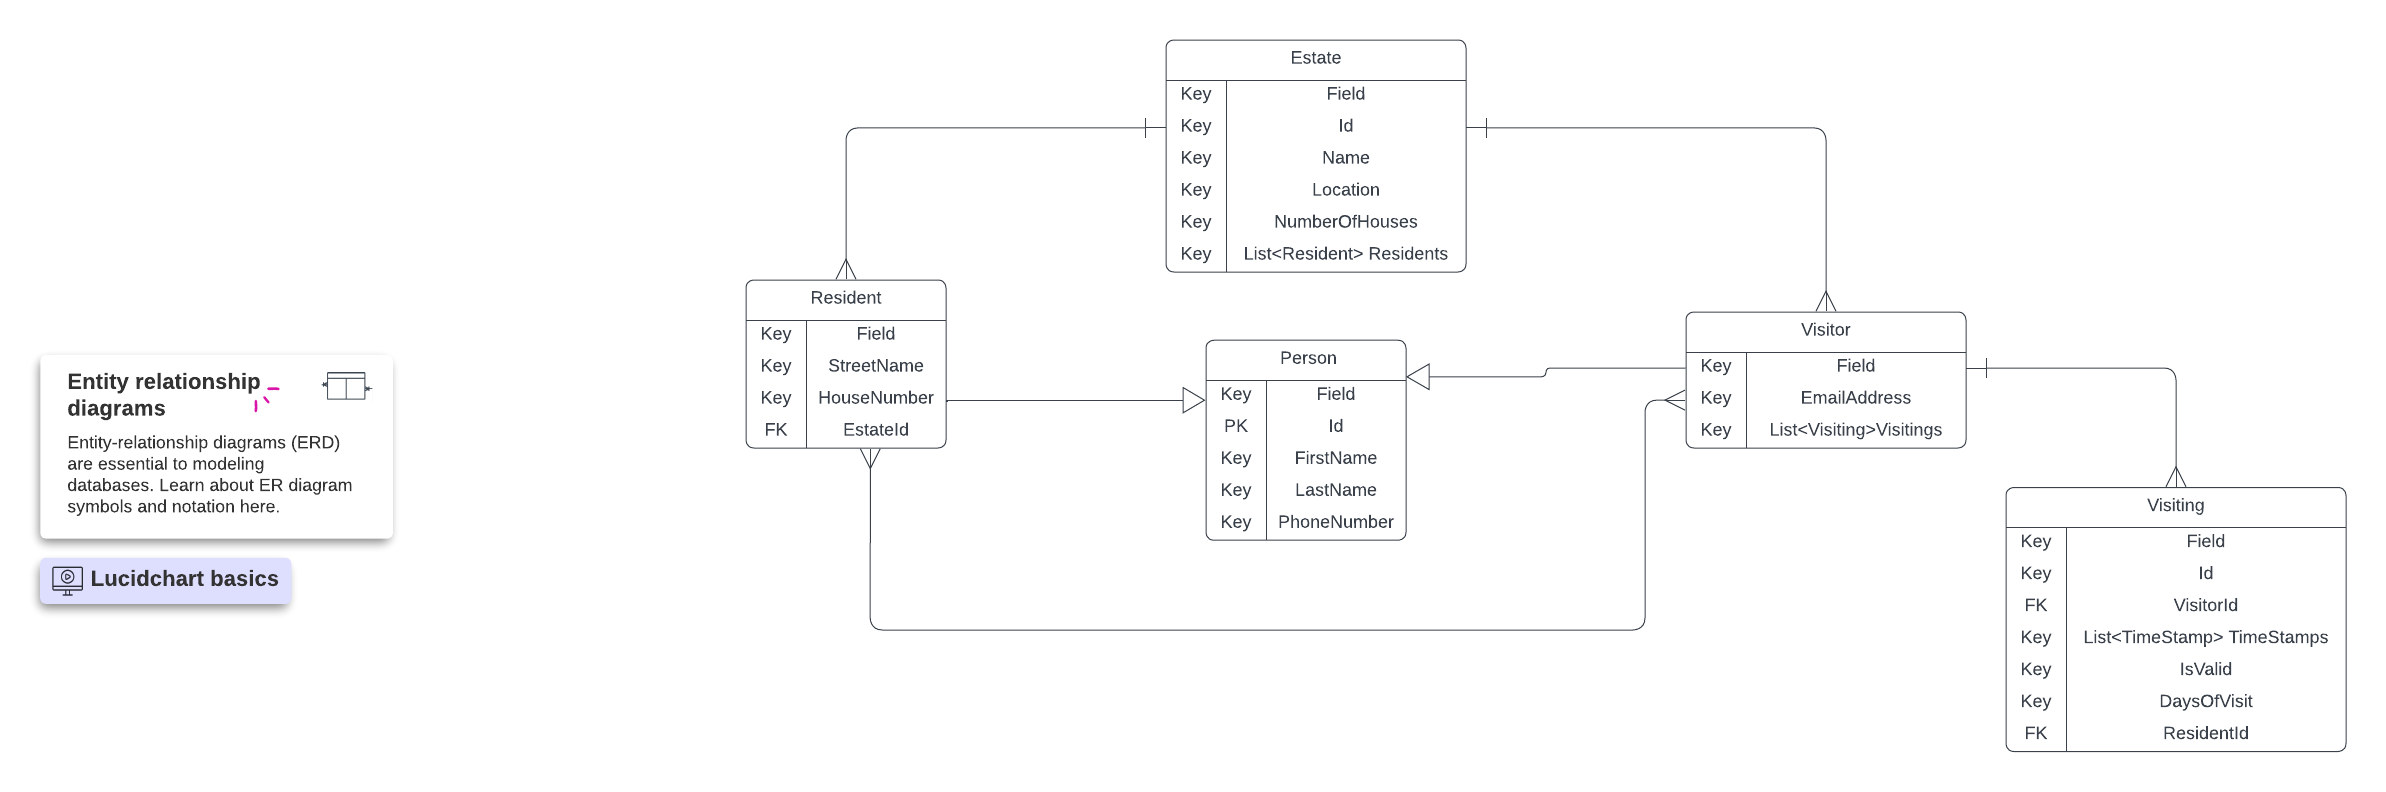 Entity relationship
diagrams
Entity-relationship diagrams (ERD)
are essential to modeling
databases. Learn about ER diagram
symbols and notation here.
Lucidchart basics
Estate
Key Field
Key Id
Key Name
Key Location
Key NumberOfHouses
Key List<Resident> Residents
Resident
Key Field
Key StreetName
Key HouseNumber
FK EstateId
Person
Key Field
PK Id
Key FirstName
Key LastName
Key PhoneNumber
Visitor
Key Field
Key EmailAddress
Key List<Visiting>Visitings
Visiting
Key Field
Key Id
FK VisitorId
Key List<TimeStamp> TimeStamps
Key IsValid
Key DaysOfVisit
FK ResidentId